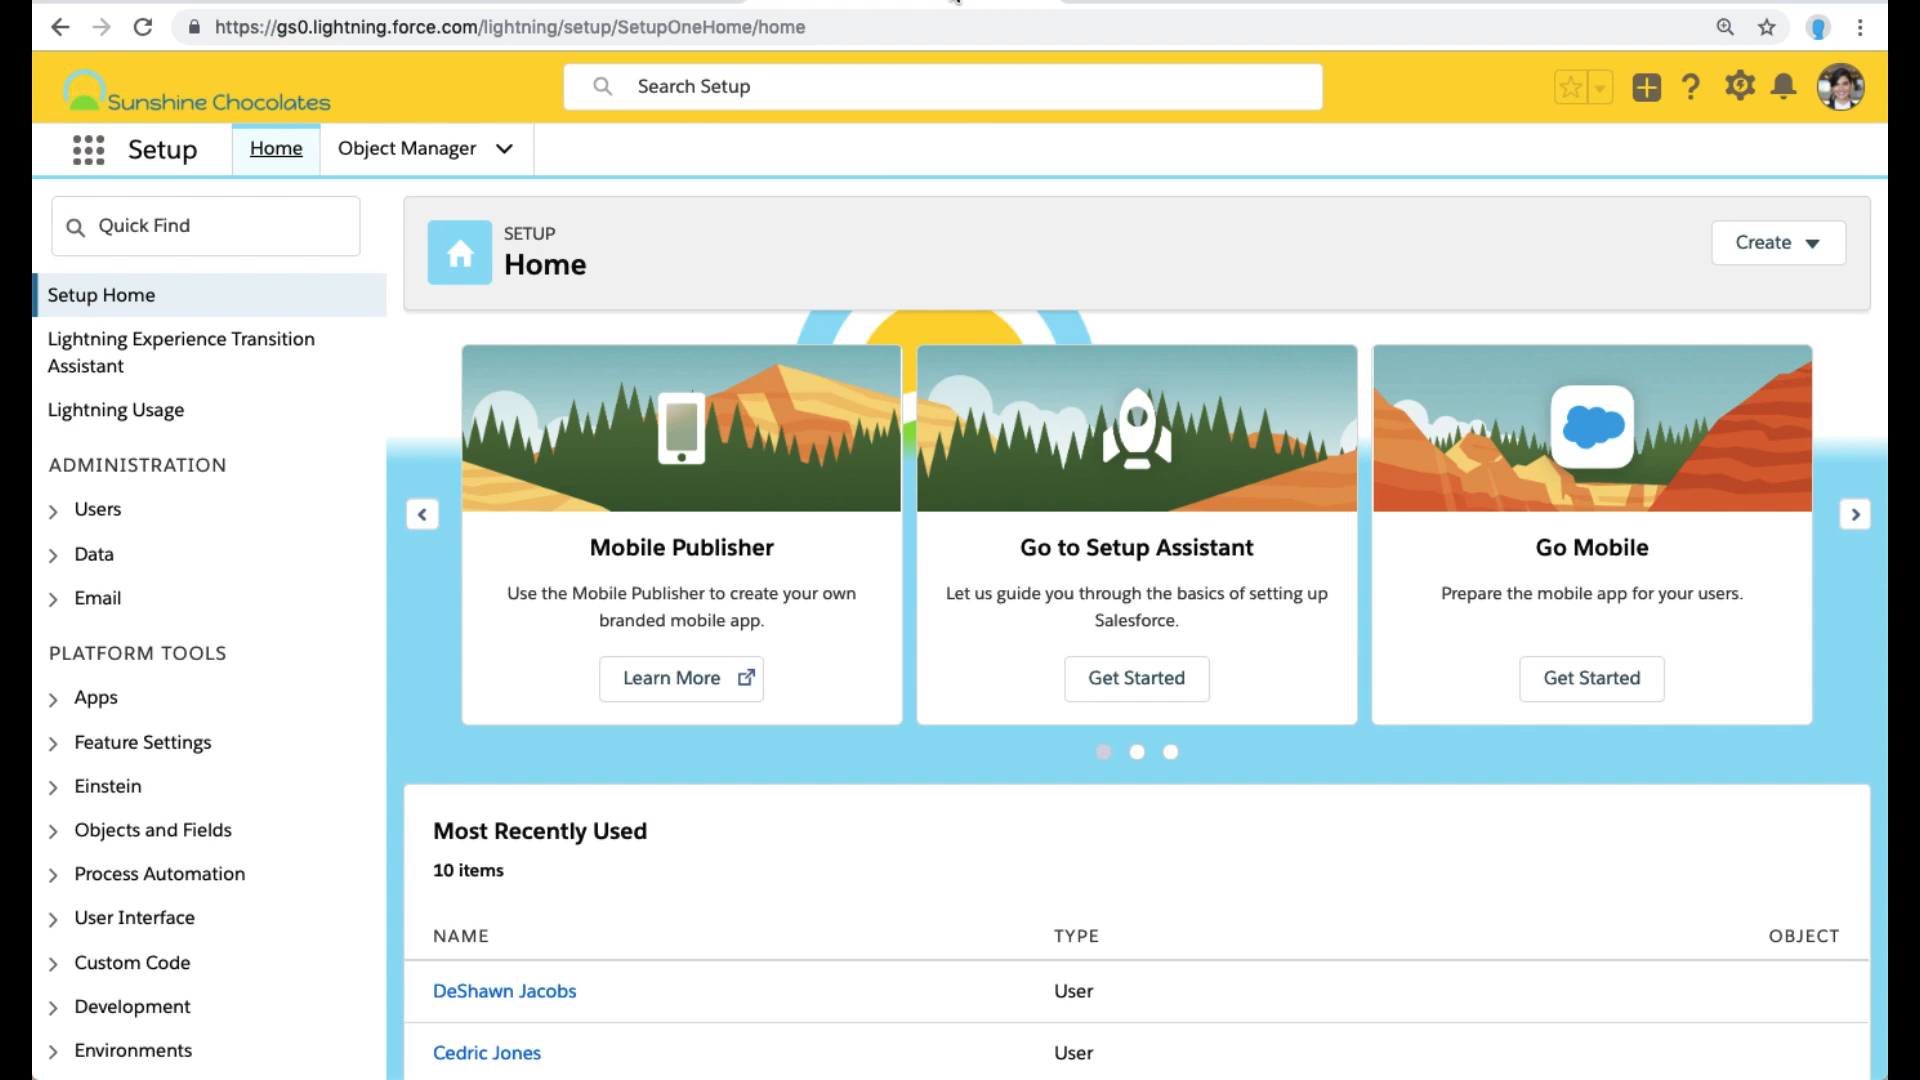 https://gs0.lightning.force.com/lightning/setup/SetupOneHome/home
Sunshine Chocolates
Search Setup
Setup
Home
Object Manager
Quick Find
Setup Home
Lightning Experience Transition
Assistant
Lightning Usage
ADMINISTRATION
Users
Data
Email
PLATFORM TOOLS
Apps
Feature Settings
Einstein
Objects and Fields
Process Automation
User Interface
Custom Code
Development
Environments
SETUP
Home
Create
Mobile Publisher
Use the Mobile Publisher to create your own
branded mobile app.
Learn More
Go to Setup Assistant
Let us guide you through the basics of setting up
Salesforce.
Get Started
Go Mobile
Prepare the mobile app for your users.
Get Started
Most Recently Used
10 items
NAME TYPE OBJECT
DeShawn Jacobs User
Cedric Jones User